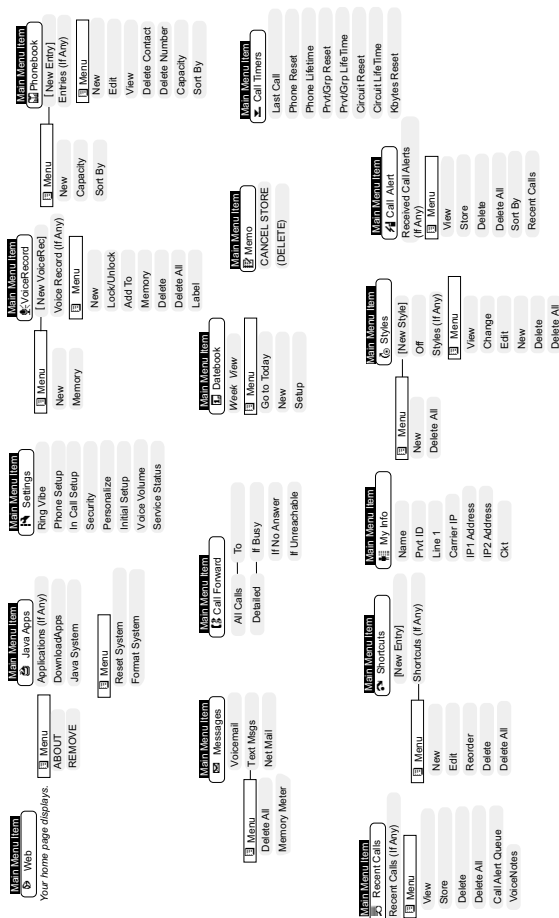 Main Menu Item
Web
Your home page displays.
Main Menu Item
Java Apps
Applications (If Any)
DownloadApps
Java System
Menu
ABOUT
REMOVE
Menu
Reset System
Format System
Main Menu Item
Settings
Ring Vibe
Phone Setup
In Call Setup
Security
Personalize
Initial Setup
Voice Volume
Service Status
Main Menu Item
VoiceRecord
[ New VoiceRec]
Voice Record (If Any)
Menu
New
Memory
Menu
New
Lock/Unlock
Add To
Memory
Delete
Delete All
Label
Main Menu Item
Phonebook
[ New Entry]
Entries (If Any)
Menu
New
Capacity
Sort By
Menu
New
Edit
View
Delete Contact
Delete Number
Capacity
Sort By
Main Menu Item
Messages
Voicemail
Text Msgs
Net Mail
Menu
Delete All
Memory Meter
Main Menu Item
Call Forward
All Calls
To
Detailed
If Busy
If No Answer
If Unreachable
Main Menu Item
Datebook
Week View
Menu
Go to Today
New
Setup
Main Menu Item
Memo
CANCEL STORE
(DELETE)
Main Menu Item
Call Timers
Last Call
Phone Reset
Phone Lifetime
Prvt/Grp Reset
Prvt/Grp LifeTime
Circuit Reset
Circuit LifeTime
Kbytes Reset
Main Menu Item
Recent Calls
Recent Calls (If Any)
Menu
View
Store
Delete
Delete All
Call Alert Queue
VoiceNotes
Main Menu Item
Shortcuts
[New Entry]
Shortcuts (If Any)
Menu
New
Edit
Reorder
Delete
Delete All
Main Menu Item
My Info
Name
Prvt ID
Line 1
Carrier IP
IP1 Address
IP2 Address
Ckt
Main Menu Item
Styles
[New Style]
Off
Styles (If Any)
Menu
New
Delete All
Menu
View
Change
Edit
New
Delete
Delete All
Main Menu Item
Call Alert
Received Call Alerts
(If Any)
Menu
View
Store
Delete
Delete All
Sort By
Recent Calls